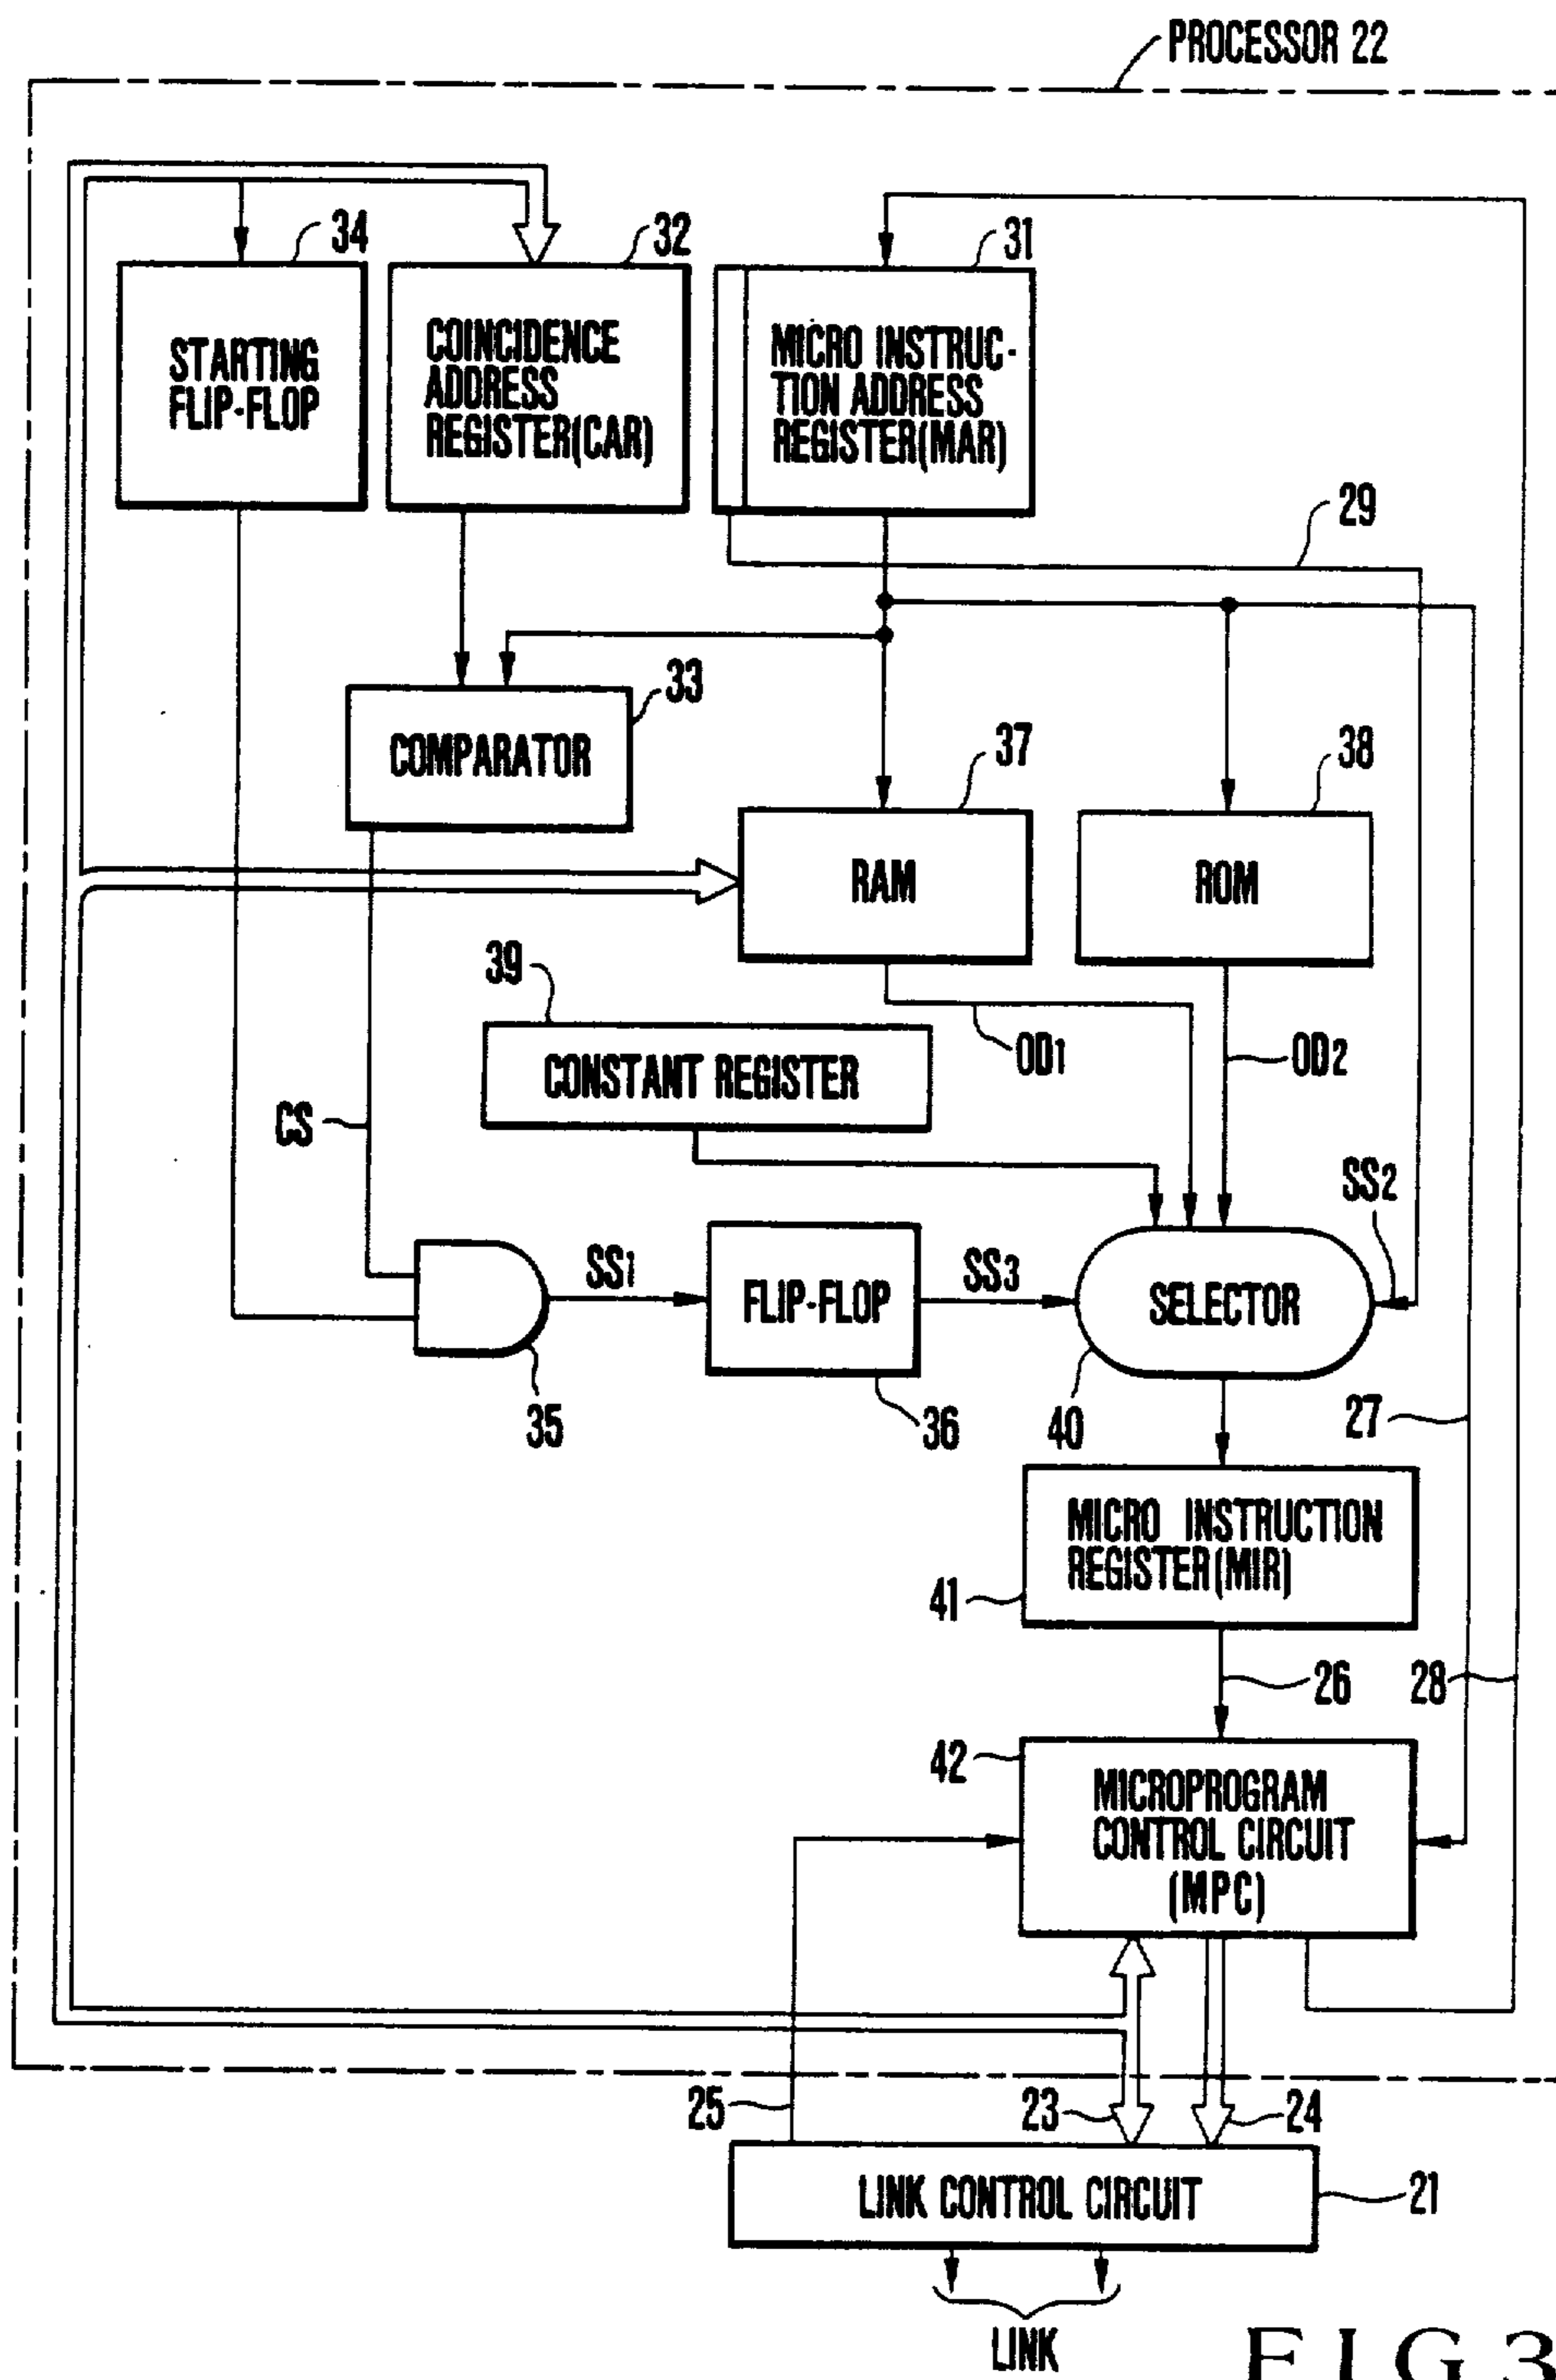 PROCESSOR 22
34
32
31
STARTING
FLIP-FLOP
COINCIDENCE
ADDRESS
REGISTER(CAR)
MICRO INSTRUC-
TION ADDRESS
REGISTER(MAR)
29
33
COMPARATOR
37
38
RAM
ROM
39
CONSTANT REGISTER
OD1
OD2
CS
SS2
SS1
FLIP-FLOP
SS3
SELECTOR
35
36
40
27
MICRO INSTRUCTION
REGISTER(MIR)
41
26
28
42
MICROPROGRAM
CONTROL CIRCUIT
(MPC)
25
23
24
LINK CONTROL CIRCUIT
21
LINK
FIG.3